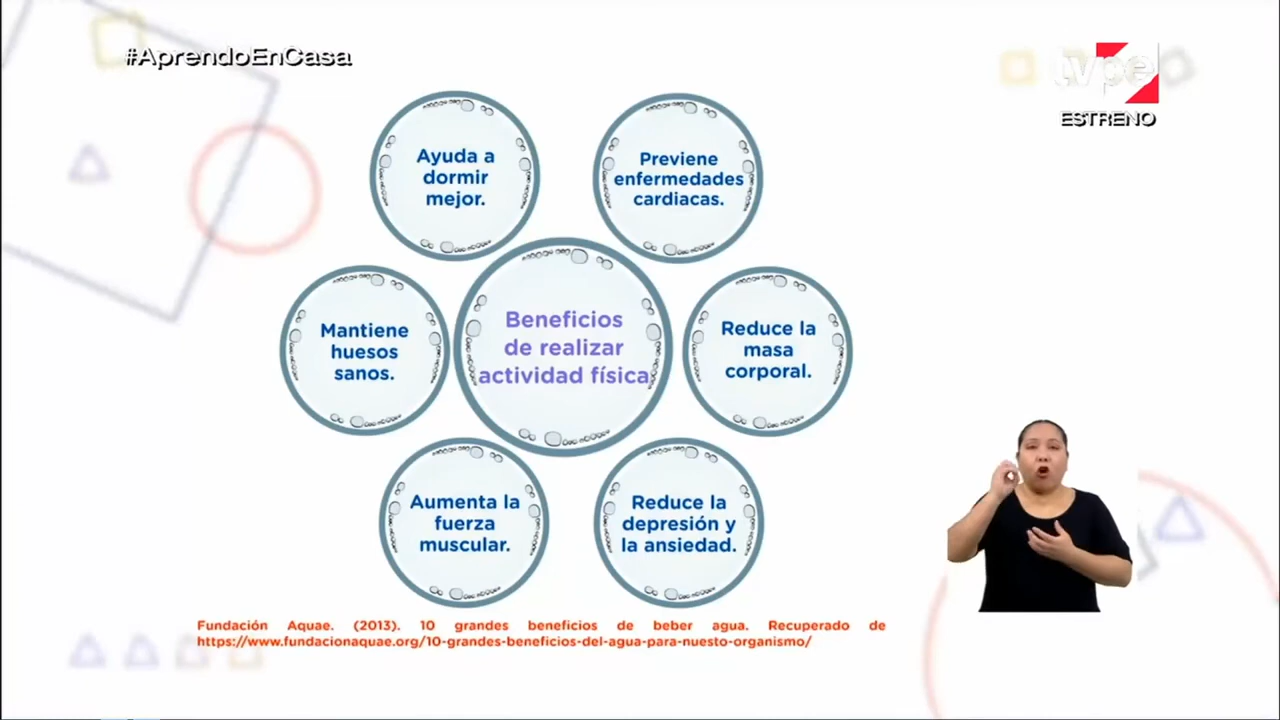 #AprendoEnCasa
tvpe
ESTRENO
Ayuda a
dormir
mejor.
Previene
enfermedades
cardiacas.
Mantiene
huesos
sanos.
Beneficios
de realizar
actividad física
Reduce la
masa
corporal.
Aumenta la
fuerza
muscular.
Reduce la
depresión y
la ansiedad.
Fundación Aquae. (2013). 10 grandes beneficios de beber agua. Recuperado de
https://www.fundacionaquae.org/10-grandes-beneficios-del-agua-para-nuesto-organismo/